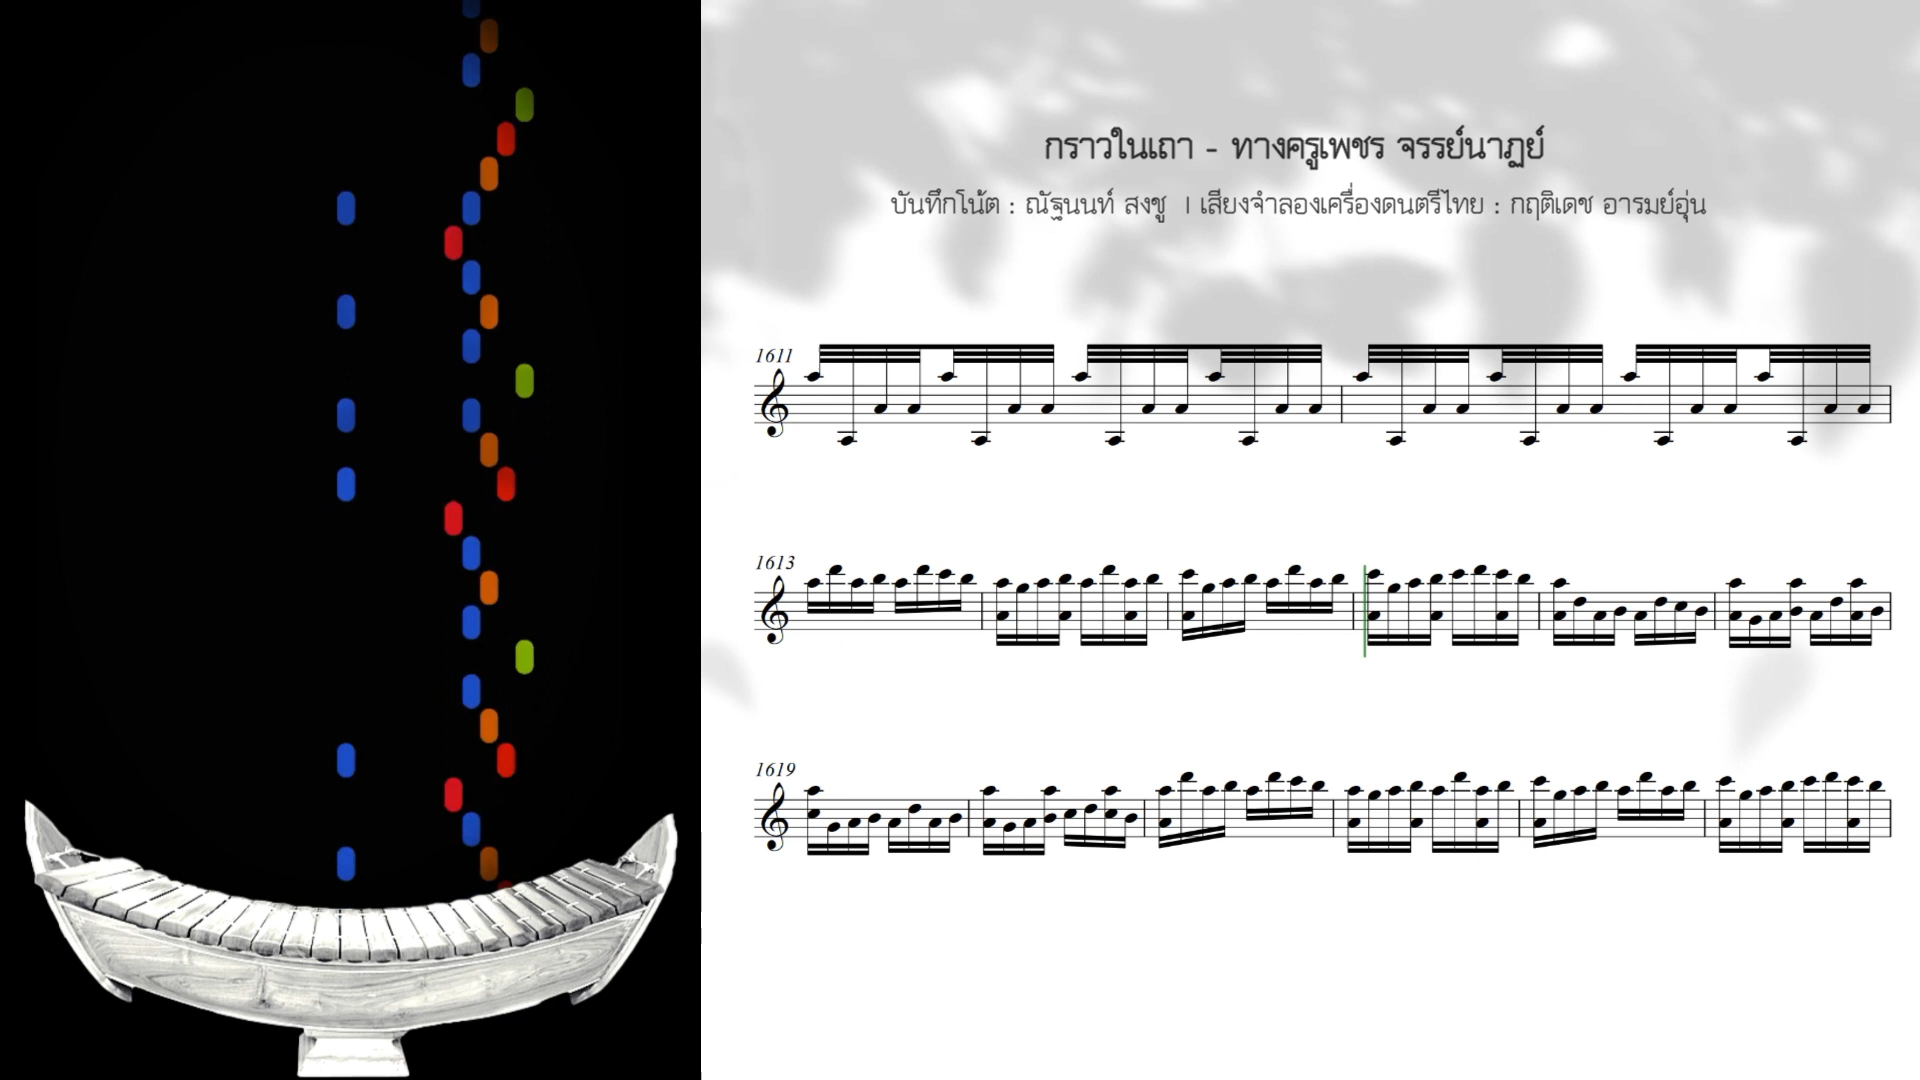 กราวในเถา - ทางครูเพชร จรรย์นาฏย์
บันทึกโน้ต : ณัฐนนท์ สงชู | เสียงจำลองเครื่องดนตรีไทย : กฤติเดช อารมย์อุ่น
1611
1613
1619